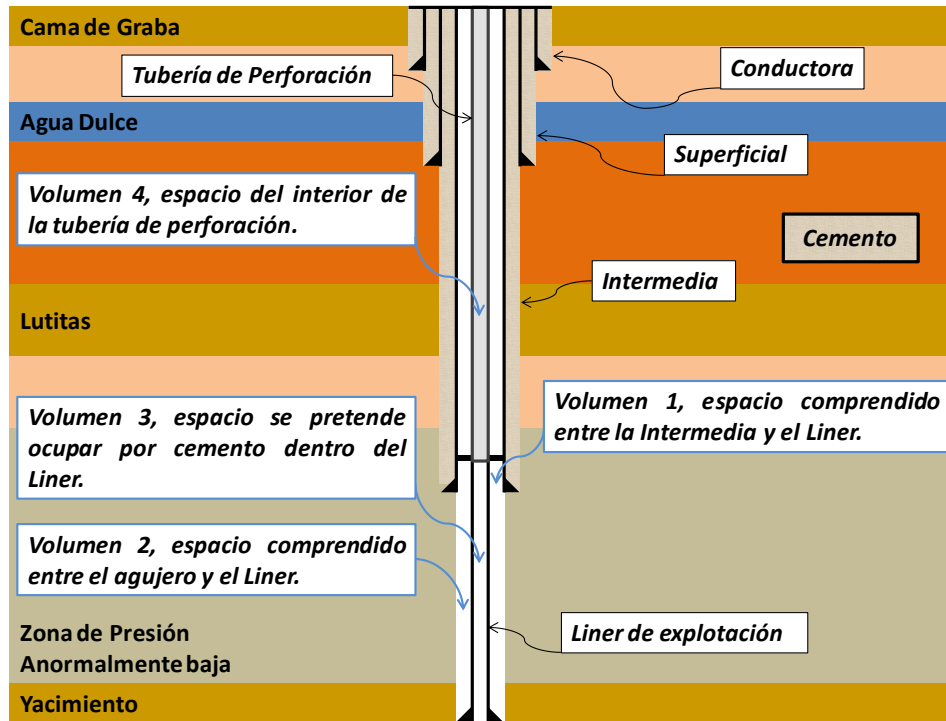 Cama de Graba
Tubería de Perforación
Conductora
Agua Dulce
Superficial
Volumen 4, espacio del interior de
la tubería de perforación.
Cemento
Intermedia
Lutitas
Volumen 3, espacio se pretende
ocupar por cemento dentro del
Liner.
Volumen 1, espacio comprendido
entre la Intermedia y el Liner.
Volumen 2, espacio comprendido
entre el agujero y el Liner.
Zona de Presión
Anormalmente baja
Liner de explotación
Yacimiento